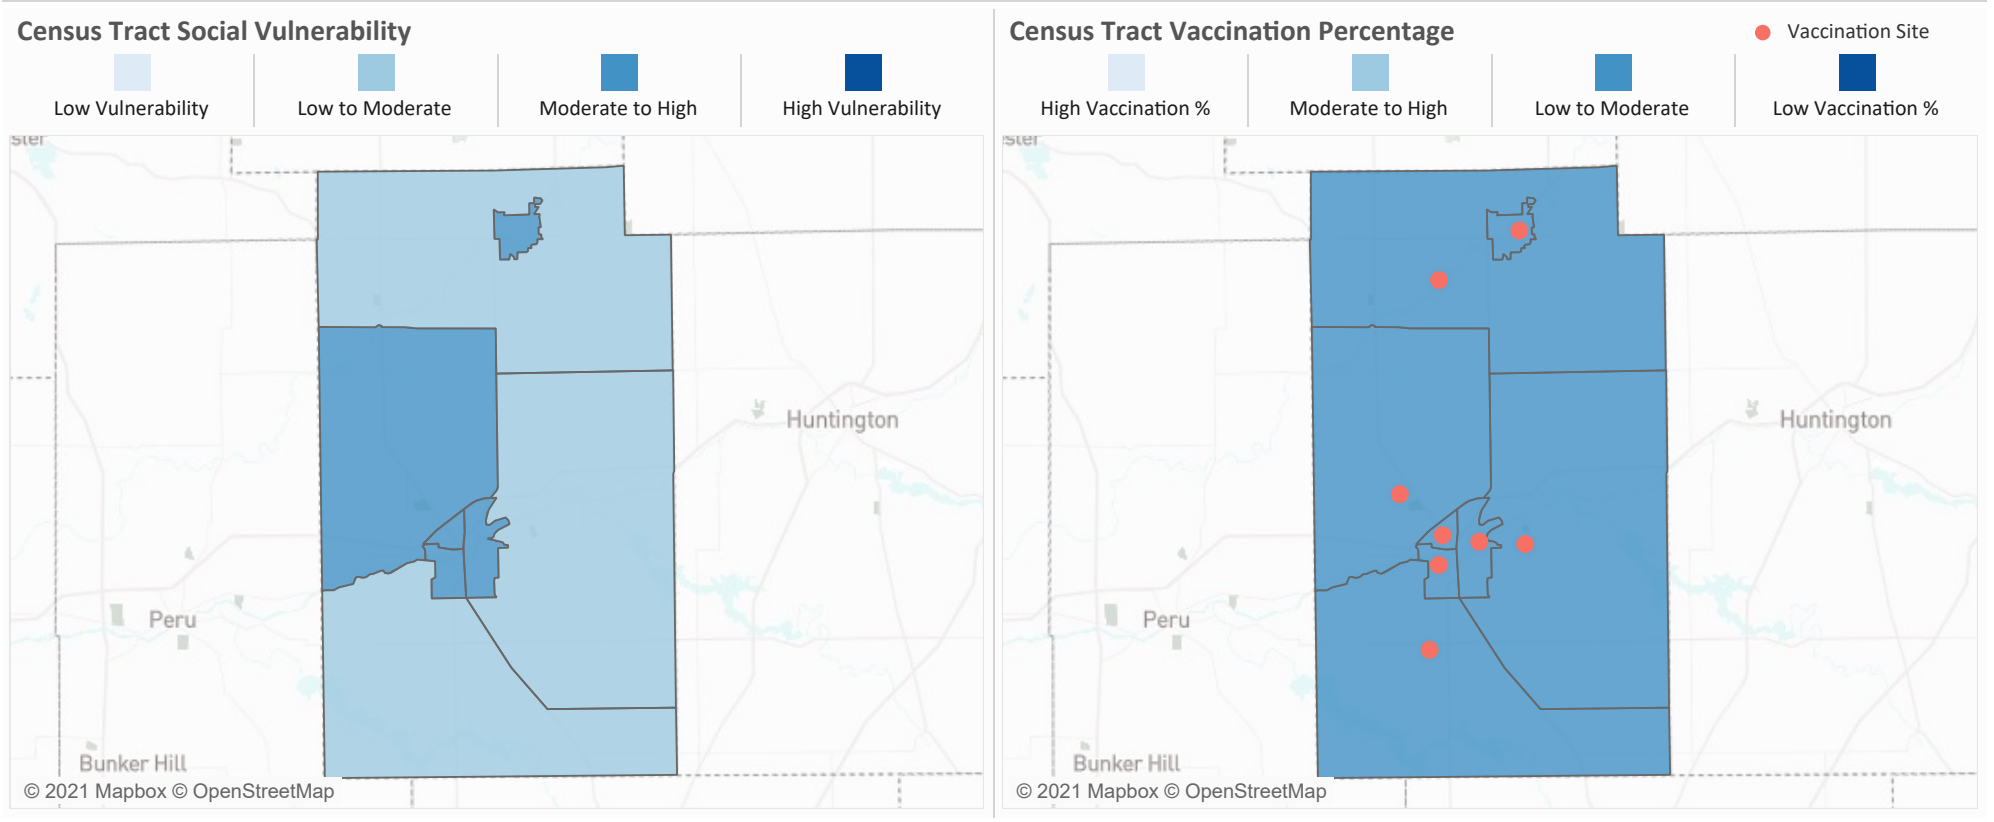 Census Tract Social Vulnerability
Low Vulnerability
Low to Moderate
Moderate to High
High Vulnerability
Huntington
Peru
Bunker Hill
© 2021 Mapbox © OpenStreetMap
Census Tract Vaccination Percentage
Vaccination Site
High Vaccination %
Moderate to High
Low to Moderate
Low Vaccination %
Huntington
Peru
Bunker Hill
© 2021 Mapbox © OpenStreetMap